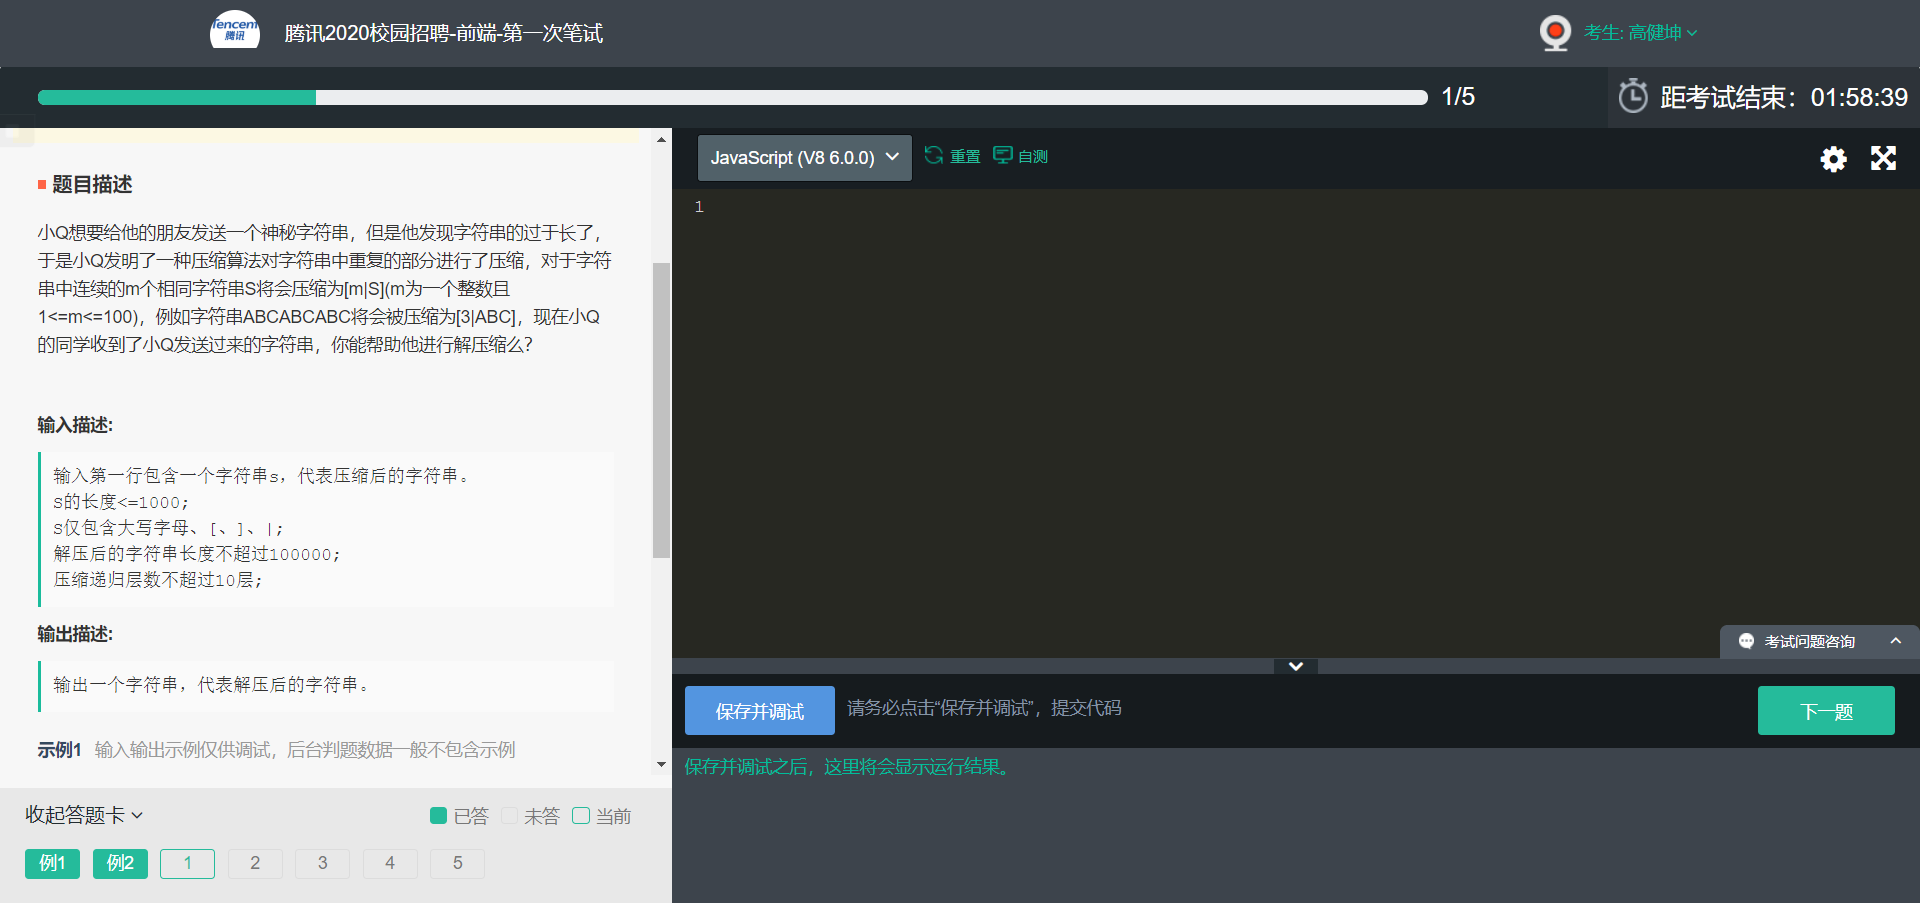 Tencent
腾讯
腾讯2020校园招聘-前端-第一次笔试
考生: 高健坤
1/5
距考试结束： 01:58:39
题目描述
小Q想要给他的朋友发送一个神秘字符串，但是他发现字符串的过于长了，
于是小Q发明了一种压缩算法对字符串中重复的部分进行了压缩，对于字符
串中连续的m个相同字符串S将会压缩为[m|S](m为一个整数且
1<=m<=100)，例如字符串ABCABCABC将会被压缩为[3|ABC]，现在小Q
的同学收到了小Q发送过来的字符串，你能帮助他进行解压缩么？
输入描述:
输入第一行包含一个字符串s，代表压缩后的字符串。
S的长度<=1000;
S仅包含大写字母、[、]、|;
解压后的字符串长度不超过100000;
压缩递归层数不超过10层;
输出描述:
输出一个字符串，代表解压后的字符串。
示例1 输入输出示例仅供调试，后台判题数据一般不包含示例
收起答题卡
已答 未答 当前
例1 例2 1 2 3 4 5
JavaScript (V8 6.0.0) 重置 自测
1
考试问题咨询
保存并调试 请务必点击“保存并调试”，提交代码 下一题
保存并调试之后，这里将会显示运行结果。